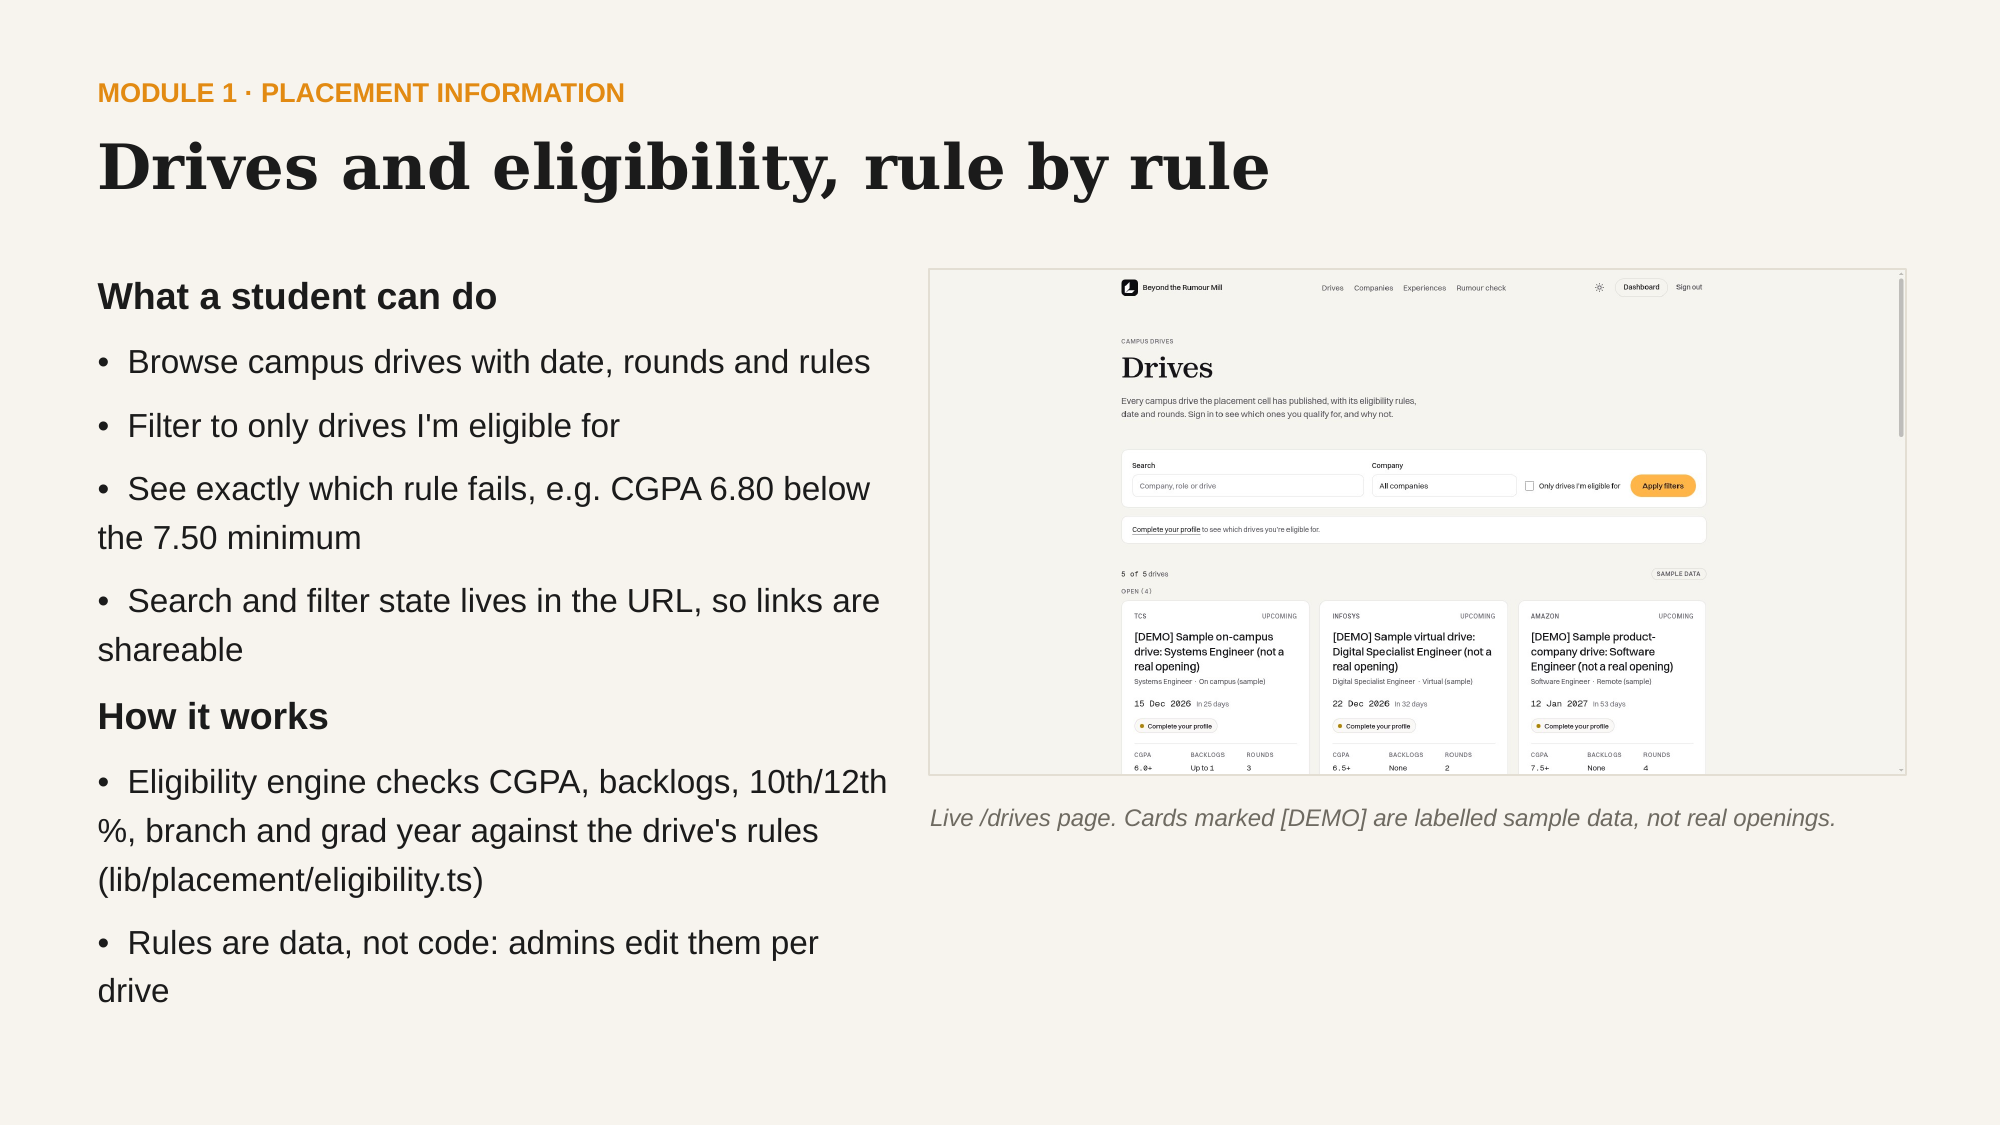 MODULE 1 · PLACEMENT INFORMATION
Drives and eligibility, rule by rule
What a student can do
• Browse campus drives with date, rounds and rules
• Filter to only drives I'm eligible for
• See exactly which rule fails, e.g. CGPA 6.80 below
the 7.50 minimum
• Search and filter state lives in the URL, so links are
shareable
How it works
• Eligibility engine checks CGPA, backlogs, 10th/12th
%, branch and grad year against the drive's rules
(lib/placement/eligibility.ts)
• Rules are data, not code: admins edit them per
drive
Beyond the Rumour Mill Drives Companies Experiences Rumour check Dashboard Sign out
CAMPUS DRIVES
Drives
Every campus drive the placement cell has published, with its eligibility rules,
date and rounds. Sign in to see which ones you qualify for, and why not.
Search Company
Company, role or drive All companies Only drives I'm eligible for Apply filters
Complete your profile to see which drives you're eligible for.
5 of 5 drives SAMPLE DATA
OPEN (4)
TCS UPCOMING
[DEMO] Sample on-campus
drive: Systems Engineer (not a
real opening)
Systems Engineer · On campus (sample)
15 Dec 2026 In 25 days
Complete your profile
CGPA BACKLOGS ROUNDS
6.0+ Up to 1 3
INFOSYS UPCOMING
[DEMO] Sample virtual drive:
Digital Specialist Engineer (not a
real opening)
Digital Specialist Engineer · Virtual (sample)
22 Dec 2026 In 32 days
Complete your profile
CGPA BACKLOGS ROUNDS
6.5+ None 2
AMAZON UPCOMING
[DEMO] Sample product-
company drive: Software
Engineer (not a real opening)
Software Engineer · Remote (sample)
12 Jan 2027 In 53 days
Complete your profile
CGPA BACKLOGS ROUNDS
7.5+ None 4
Live /drives page. Cards marked [DEMO] are labelled sample data, not real openings.